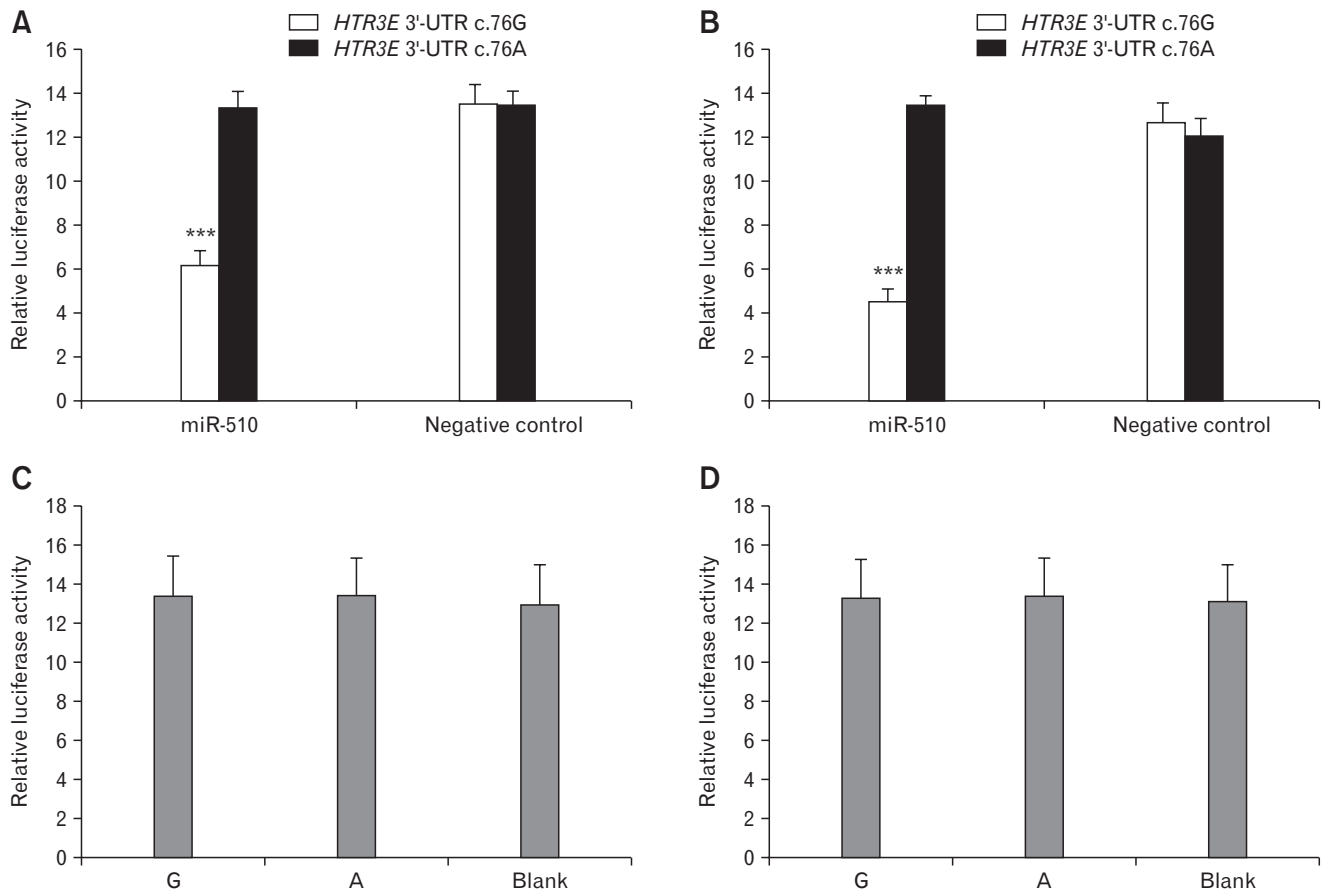 A
HTR3E 3'-UTR c.76G
HTR3E 3'-UTR c.76A
Relative luciferase activity
16
14
12
10
8
6
4
2
0
***
miR-510
Negative control
B
HTR3E 3'-UTR c.76G
HTR3E 3'-UTR c.76A
Relative luciferase activity
16
14
12
10
8
6
4
2
0
***
miR-510
Negative control
C
Relative luciferase activity
18
16
14
12
10
8
6
4
2
0
G
A
Blank
D
Relative luciferase activity
18
16
14
12
10
8
6
4
2
0
G
A
Blank